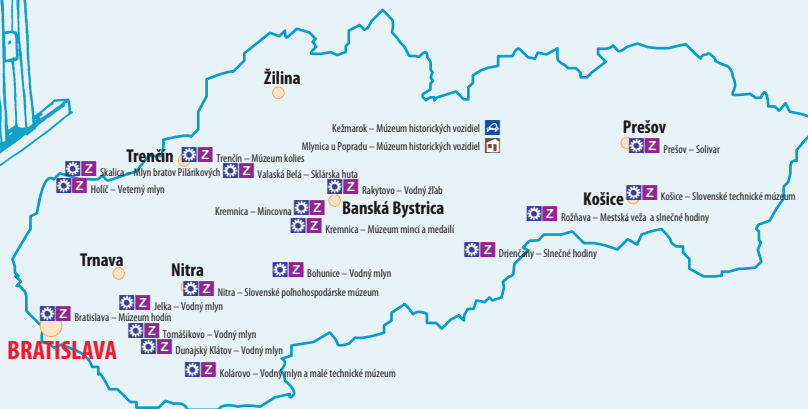 Žilina
Kežmarok – Múzeum historických vozidiel
Mlynica u Popradu – Múzeum historických vozidiel
Prešov
Z Prešov – Solivar
Trenčín
Z Trenčín – Múzeum kolies
Z Skalica – Mlyn bratov Pilárikových
Z Valaská Belá – Sklárska huta
Z Holíč – Veterný mlyn
Z Rakytovo – Vodný žľab
Košice
Z Košice – Slovenské technické múzeum
Kremnica – Mincovna Z
Banská Bystrica
Z Rožňava – Mestská veža a slnečné hodiny
Z Kremnica – Múzeum mincí a medailí
Z Drienčany – Slnečné hodiny
Trnava
Nitra
Z Bohunice – Vodný mlyn
Z Nitra – Slovenské poľnohospodárske múzeum
Z Jelka – Vodný mlyn
Z Bratislava – Múzeum hodín
BRATISLAVA
Z Tomášikovo – Vodný mlyn
Z Dunajský Klátov – Vodný mlyn
Z Kolárovo – Vodný mlyn a malé technické múzeum